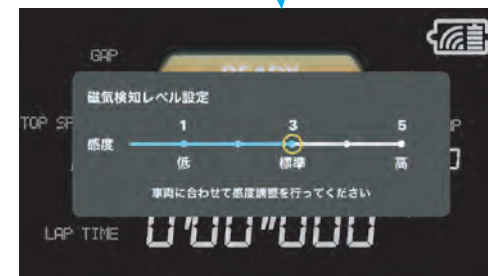 GAP
READY
磁気検知レベル設定
TOP SP
1 3 5
感度
低 標準 高
車両に合わせて感度調整を行ってください
LAP TIME 0'00"000